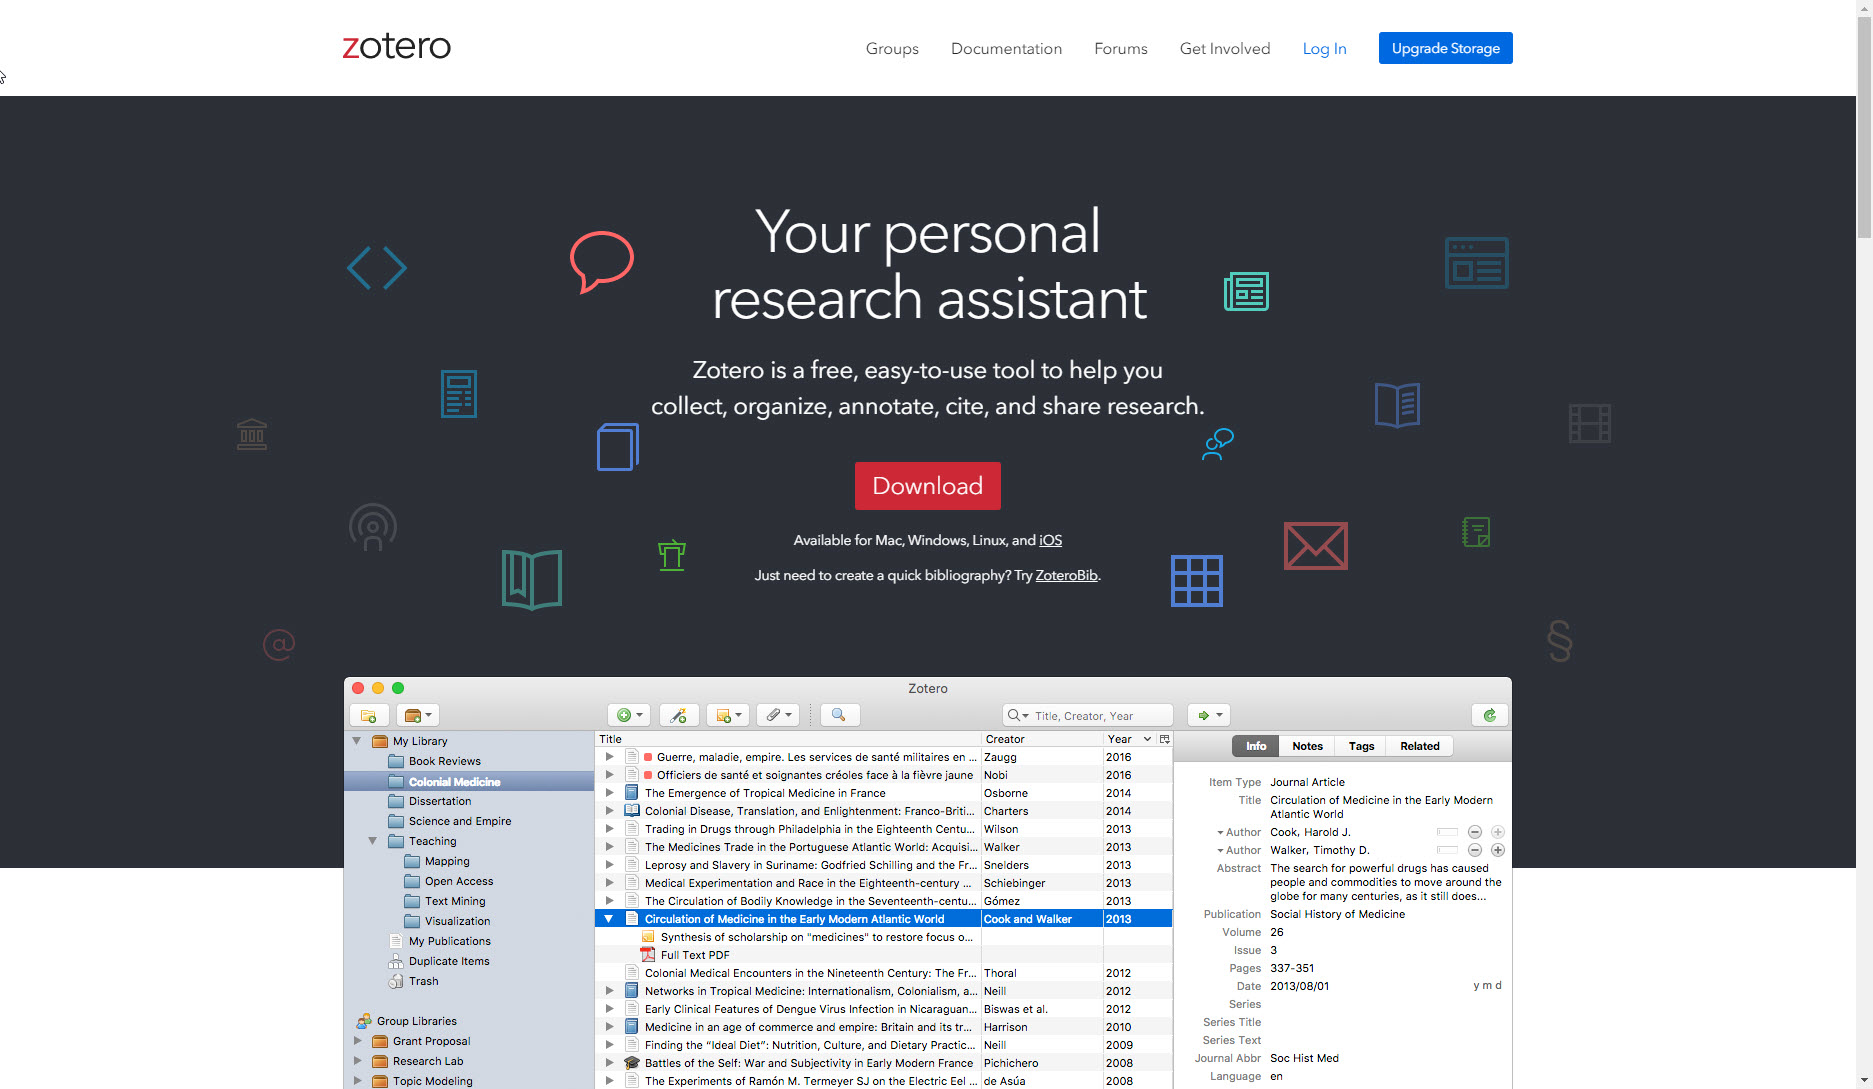 zotero
Groups Documentation Forums Get Involved Log In Upgrade Storage
Your personal
research assistant
Zotero is a free, easy-to-use tool to help you
collect, organize, annotate, cite, and share research.
Download
Available for Mac, Windows, Linux, and iOS
Just need to create a quick bibliography? Try ZoteroBib.
Zotero
Title, Creator, Year
My Library
Book Reviews
Colonial Medicine
Dissertation
Science and Empire
Teaching
Mapping
Open Access
Text Mining
Visualization
My Publications
Duplicate Items
Trash
Group Libraries
Grant Proposal
Research Lab
Topic Modeling
Title Creator Year
Guerre, maladie, empire. Les services de santé militaires en ... Zaugg 2016
Officiers de santé et soignantes créoles face à la fièvre jaune Nobi 2016
The Emergence of Tropical Medicine in France Osborne 2014
Colonial Disease, Translation, and Enlightenment: Franco-Briti... Charters 2014
Trading in Drugs through Philadelphia in the Eighteenth Centu... Wilson 2013
The Medicines Trade in the Portuguese Atlantic World: Acquisi... Walker 2013
Leprosy and Slavery in Suriname: Godfried Schilling and the Fr... Snelders 2013
Medical Experimentation and Race in the Eighteenth-century ... Schiebinger 2013
The Circulation of Bodily Knowledge in the Seventeenth-centu... Gómez 2013
Circulation of Medicine in the Early Modern Atlantic World Cook and Walker 2013
Synthesis of scholarship on "medicines" to restore focus o...
Full Text PDF
Colonial Medical Encounters in the Nineteenth Century: The Fr... Thoral 2012
Networks in Tropical Medicine: Internationalism, Colonialism, a... Neill 2012
Early Clinical Features of Dengue Virus Infection in Nicaraguan... Biswas et al. 2012
Medicine in an age of commerce and empire: Britain and its tr... Harrison 2010
Finding the “Ideal Diet”: Nutrition, Culture, and Dietary Practic... Neill 2009
Battles of the Self: War and Subjectivity in Early Modern France Pichichero 2008
The Experiments of Ramón M. Termeyer SJ on the Electric Eel ... de Asúa 2008
Info Notes Tags Related
Item Type Journal Article
Title Circulation of Medicine in the Early Modern
Atlantic World
Author Cook, Harold J.
Author Walker, Timothy D.
Abstract The search for powerful drugs has caused
people and commodities to move around the
globe for many centuries, as it still does...
Publication Social History of Medicine
Volume 26
Issue 3
Pages 337-351
Date 2013/08/01 y m d
Series
Series Title
Series Text
Journal Abbr Soc Hist Med
Language en